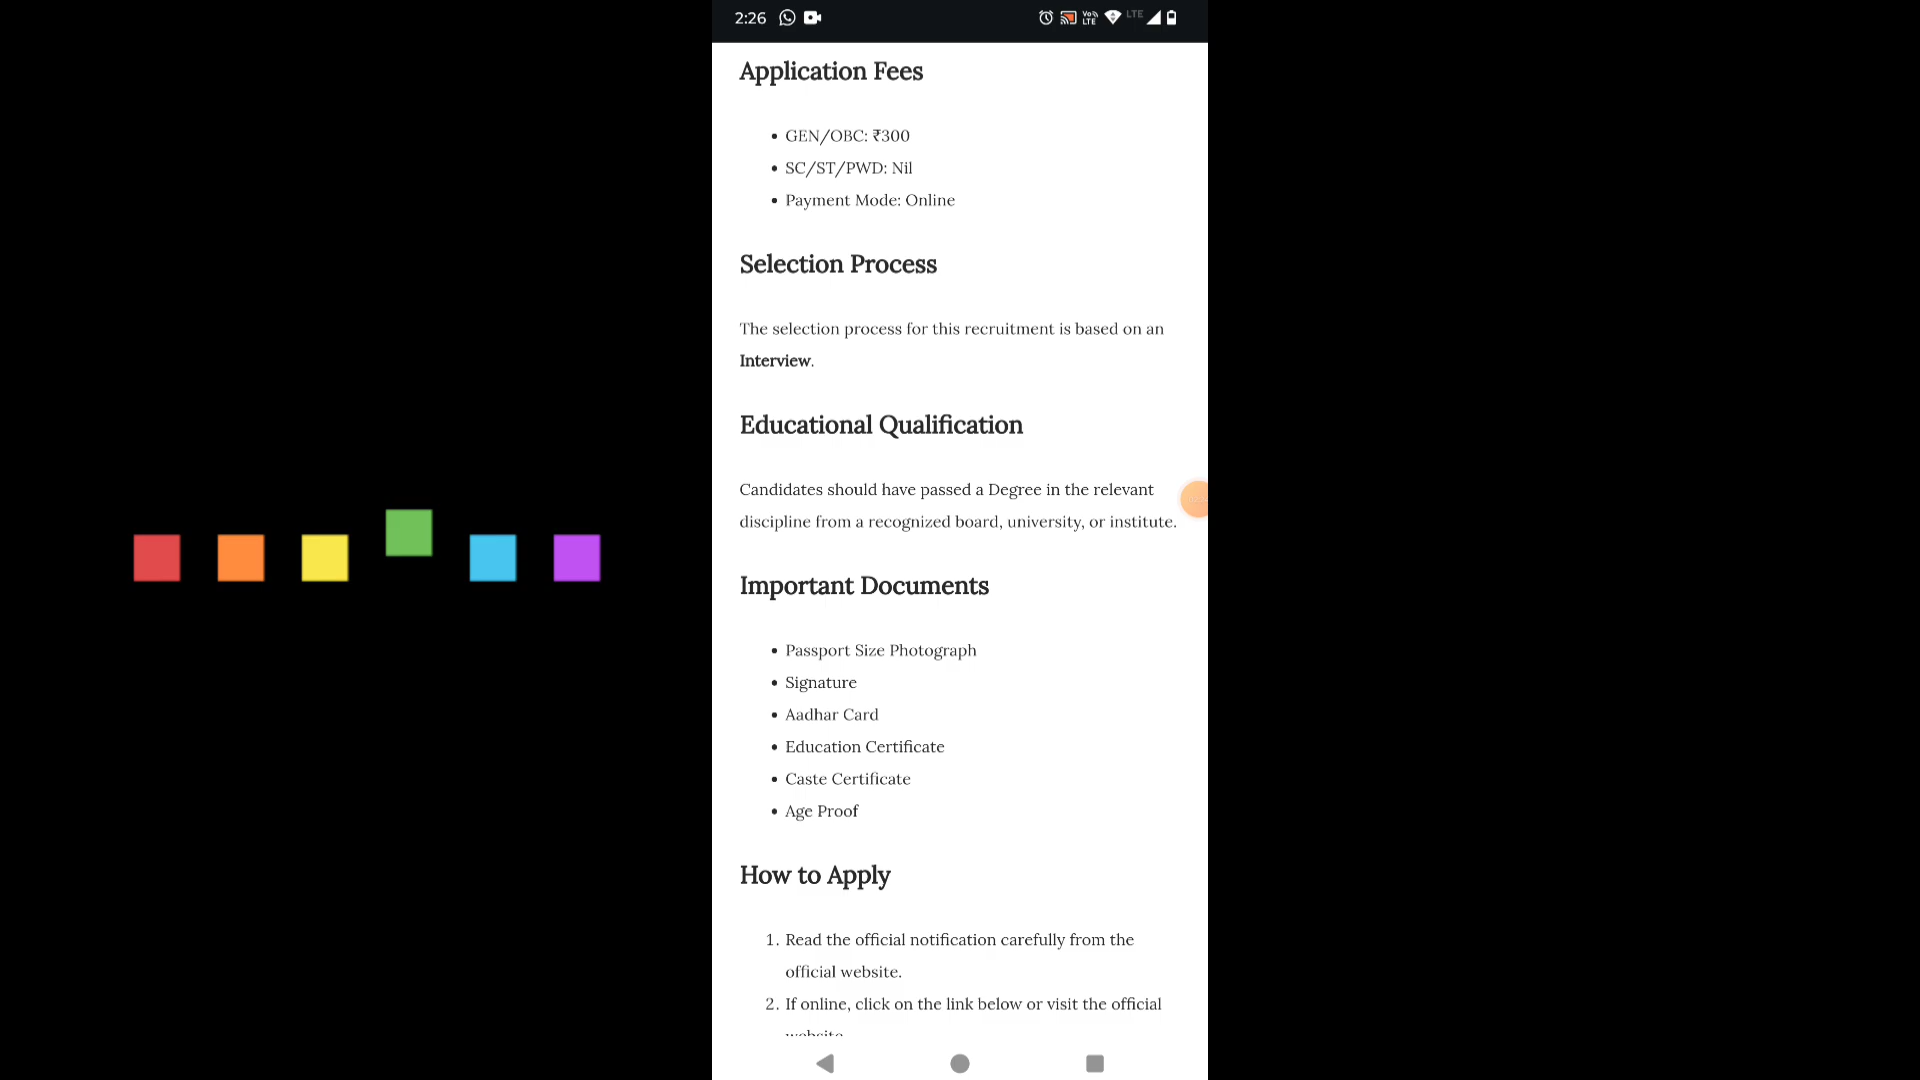 2:26
Vo LTE
LTE
Application Fees
• GEN/OBC: ₹300
• SC/ST/PWD: Nil
• Payment Mode: Online
Selection Process
The selection process for this recruitment is based on an
Interview.
Educational Qualification
Candidates should have passed a Degree in the relevant
discipline from a recognized board, university, or institute.
Important Documents
• Passport Size Photograph
• Signature
• Aadhar Card
• Education Certificate
• Caste Certificate
• Age Proof
How to Apply
1. Read the official notification carefully from the
official website.
2. If online, click on the link below or visit the official
website